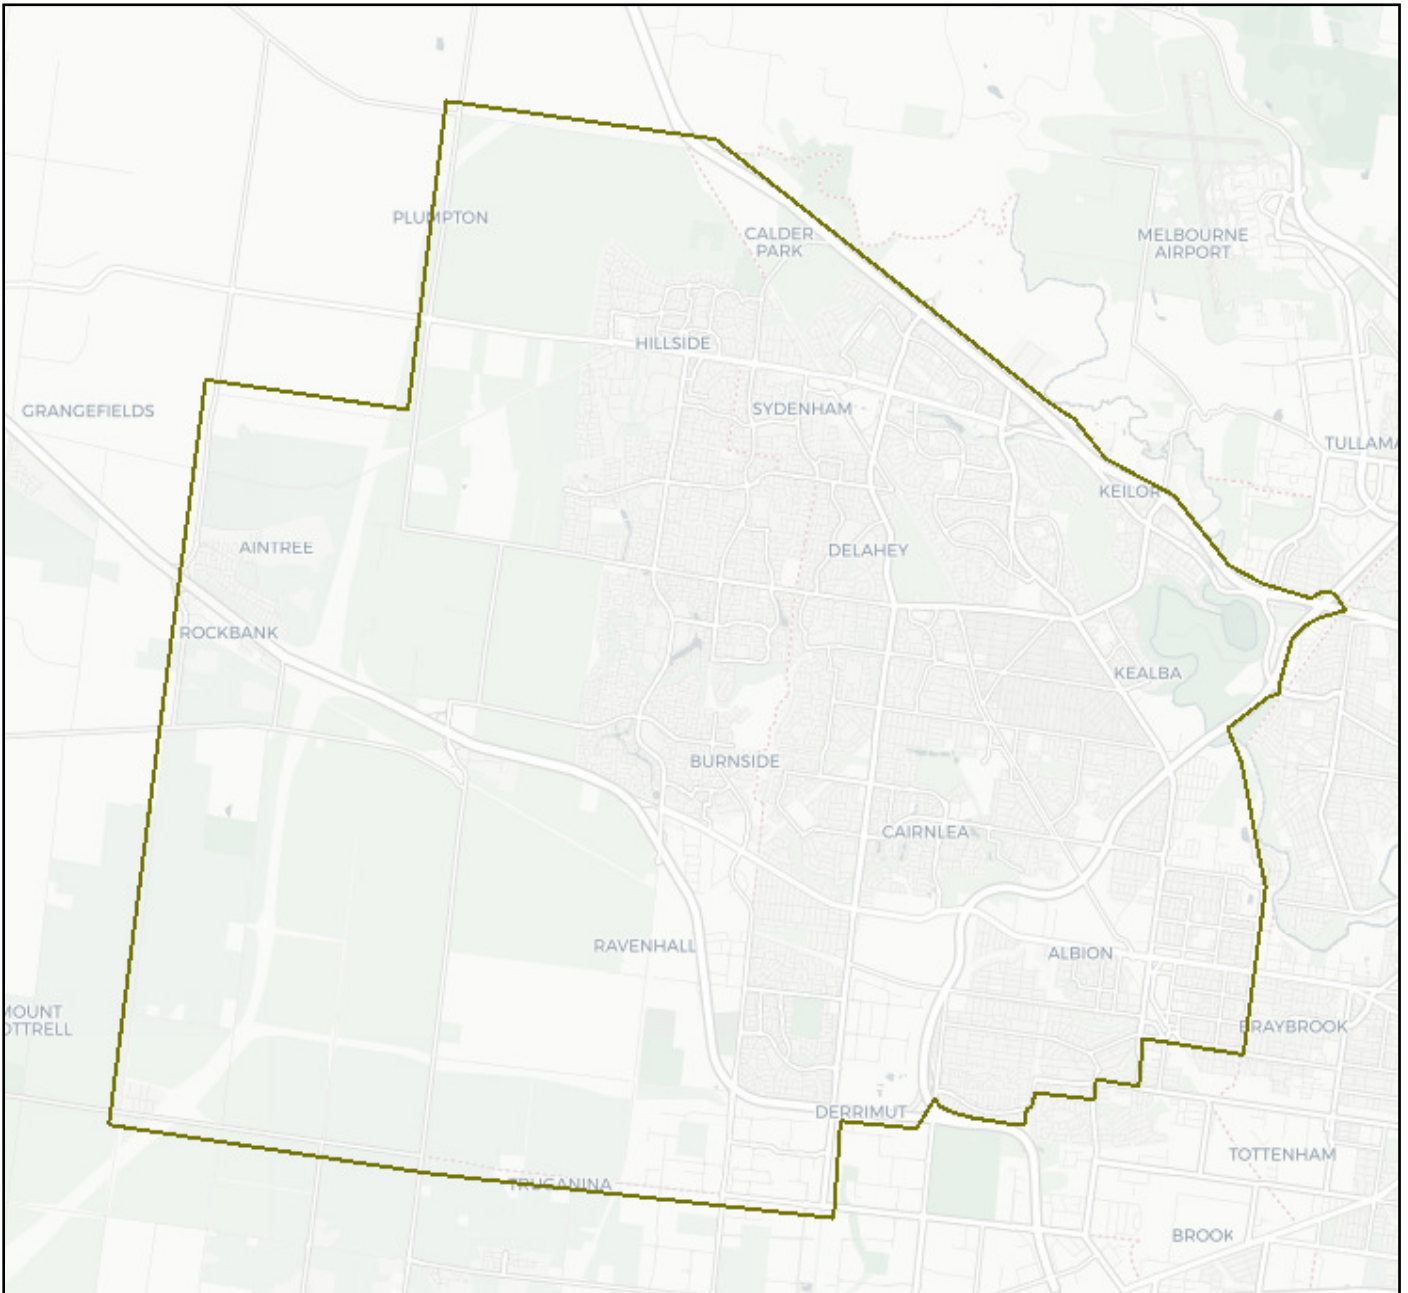 PLUMPTON
CALDER
PARK
MELBOURNE
AIRPORT
HILLSIDE
GRANGEFIELDS
SYDENHAM
TULLAMA
KEILOR
AINTREE
DELAHEY
ROCKBANK
KEALBA
BURNSIDE
CAIRNLEA
RAVENHALL
ALBION
MOUNT
OTTRELL
BRAYBROOK
DERRIMUT
TOTTENHAM
TRUGANINA
BROOK